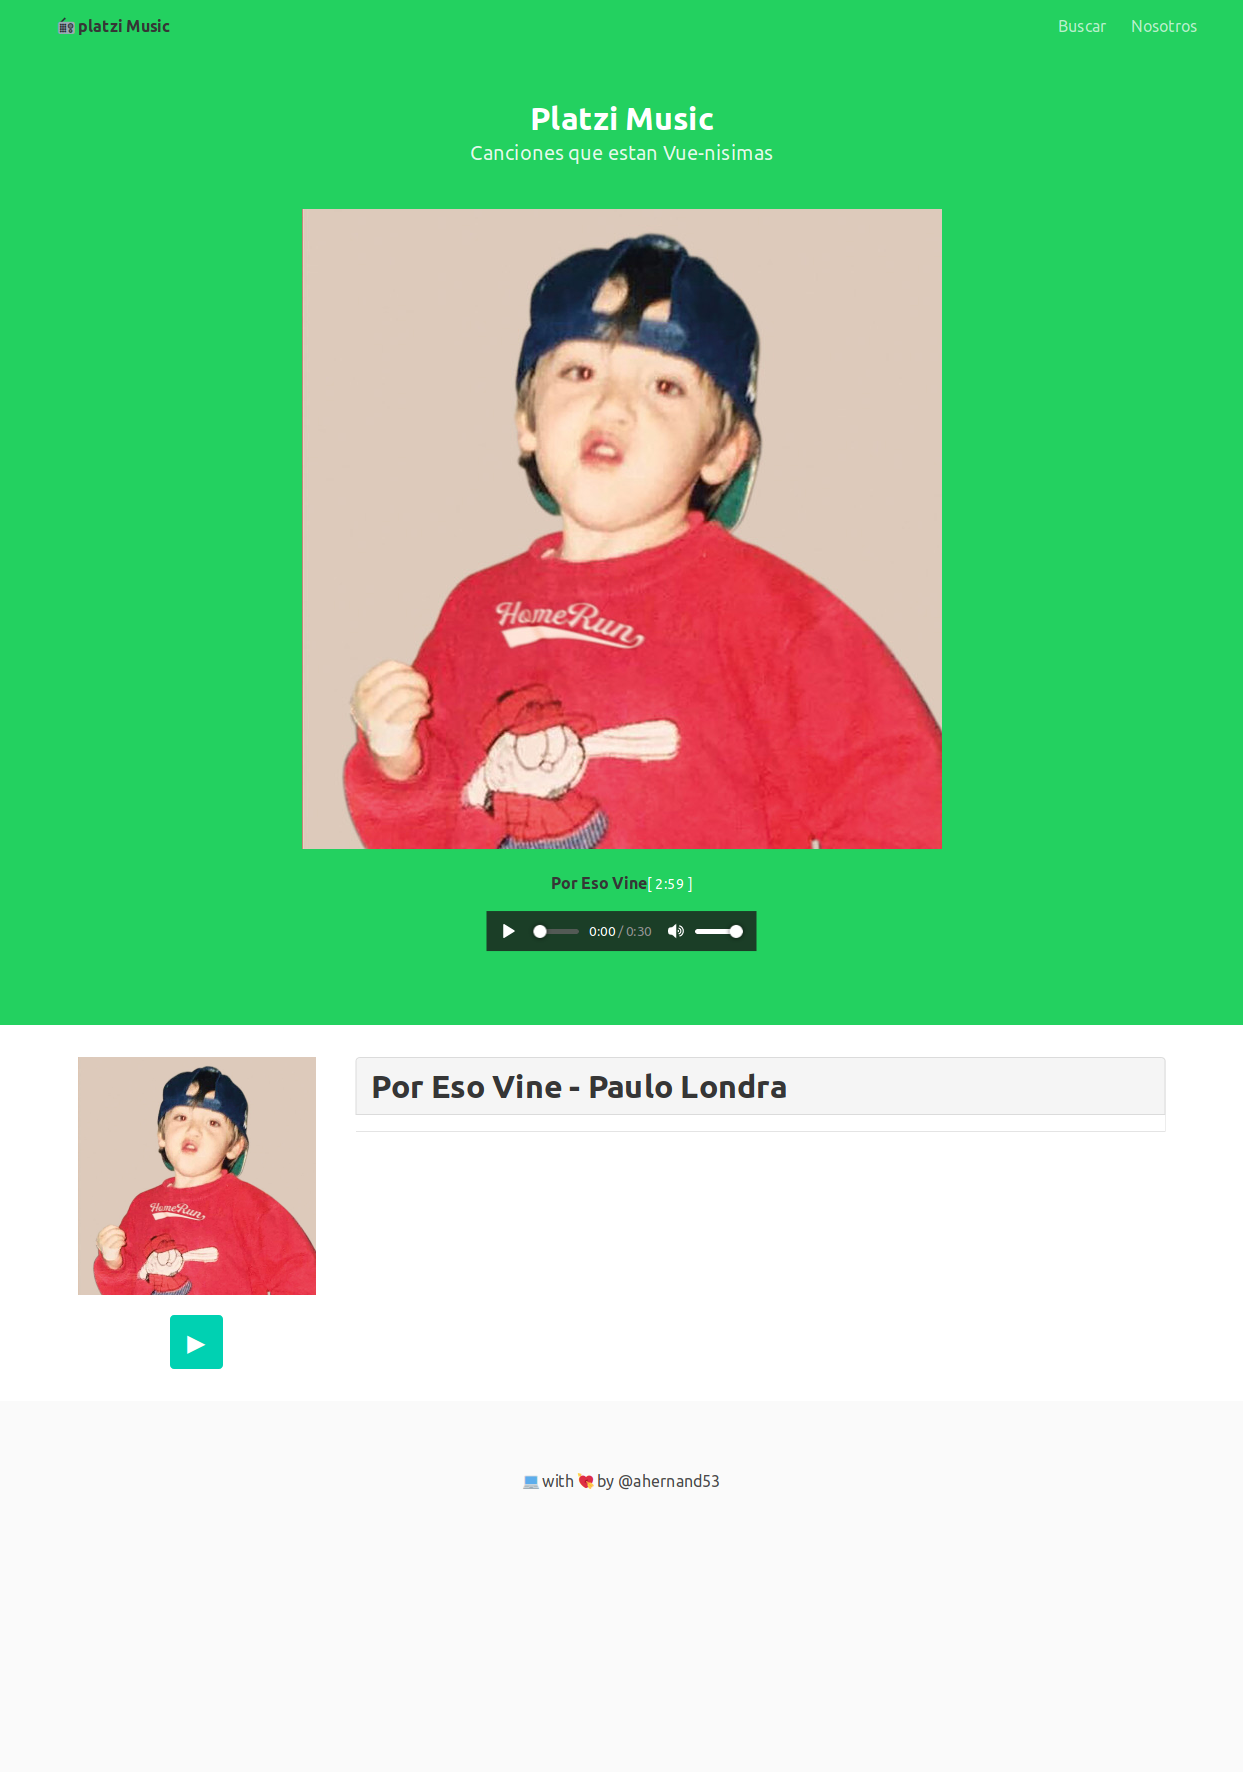 platzi Music
Buscar Nosotros
Platzi Music
Canciones que estan Vue-nisimas
HomeRun
Por Eso Vine[ 2:59 ]
0:00 / 0:30
Por Eso Vine - Paulo Londra
HomeRun
💻 with 💘 by @ahernand53